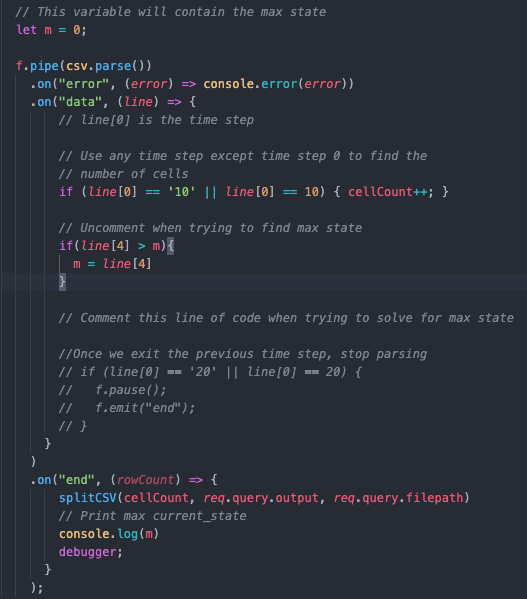 // This variable will contain the max state
let m = 0;
f.pipe(csv.parse())
.on("error", (error) => console.error(error))
.on("data", (line) => {
// line[0] is the time step
// Use any time step except time step 0 to find the
// number of cells
if (line[0] == '10' || line[0] == 10) { cellCount++; }
// Uncomment when trying to find max state
if(line[4] > m){
m = line[4]
}
// Comment this line of code when trying to solve for max state
//Once we exit the previous time step, stop parsing
// if (line[0] == '20' || line[0] == 20) {
//   f.pause();
//   f.emit("end");
// }
}
)
.on("end", (rowCount) => {
splitCSV(cellCount, req.query.output, req.query.filepath)
// Print max current_state
console.log(m)
debugger;
}
);